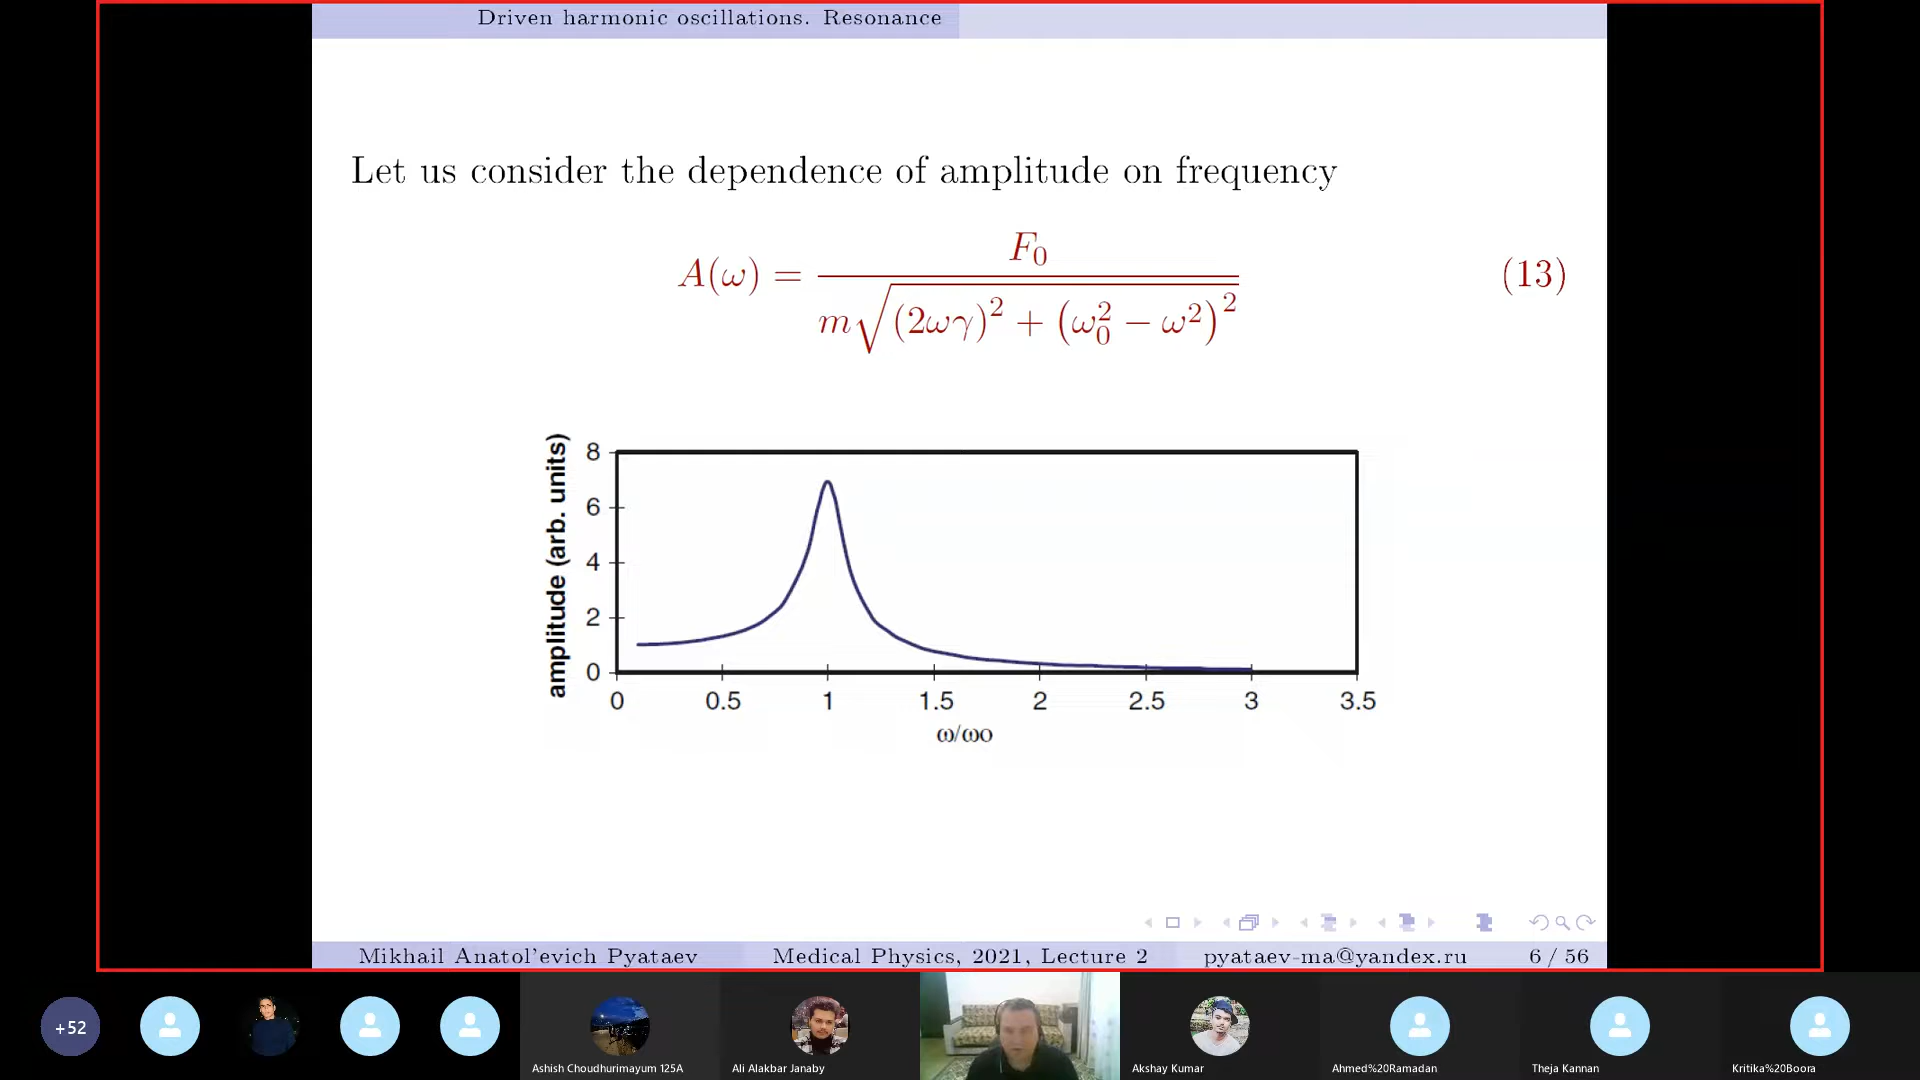 Driven harmonic oscillations. Resonance
Let us consider the dependence of amplitude on frequency
A(ω) = F₀ / m√((2ωγ)² + (ω₀² − ω²)²) (13)
amplitude (arb. units)
8
6
4
2
0
0 0.5 1 1.5 2 2.5 3 3.5
ω/ωo
Mikhail Anatol'evich Pyataev Medical Physics, 2021, Lecture 2 pyataev-ma@yandex.ru 6 / 56
+52
Ashish Choudhurimayum 125A Ali Alakbar Janaby Akshay Kumar Ahmed%20Ramadan Theja Kannan Kritika%20Boora